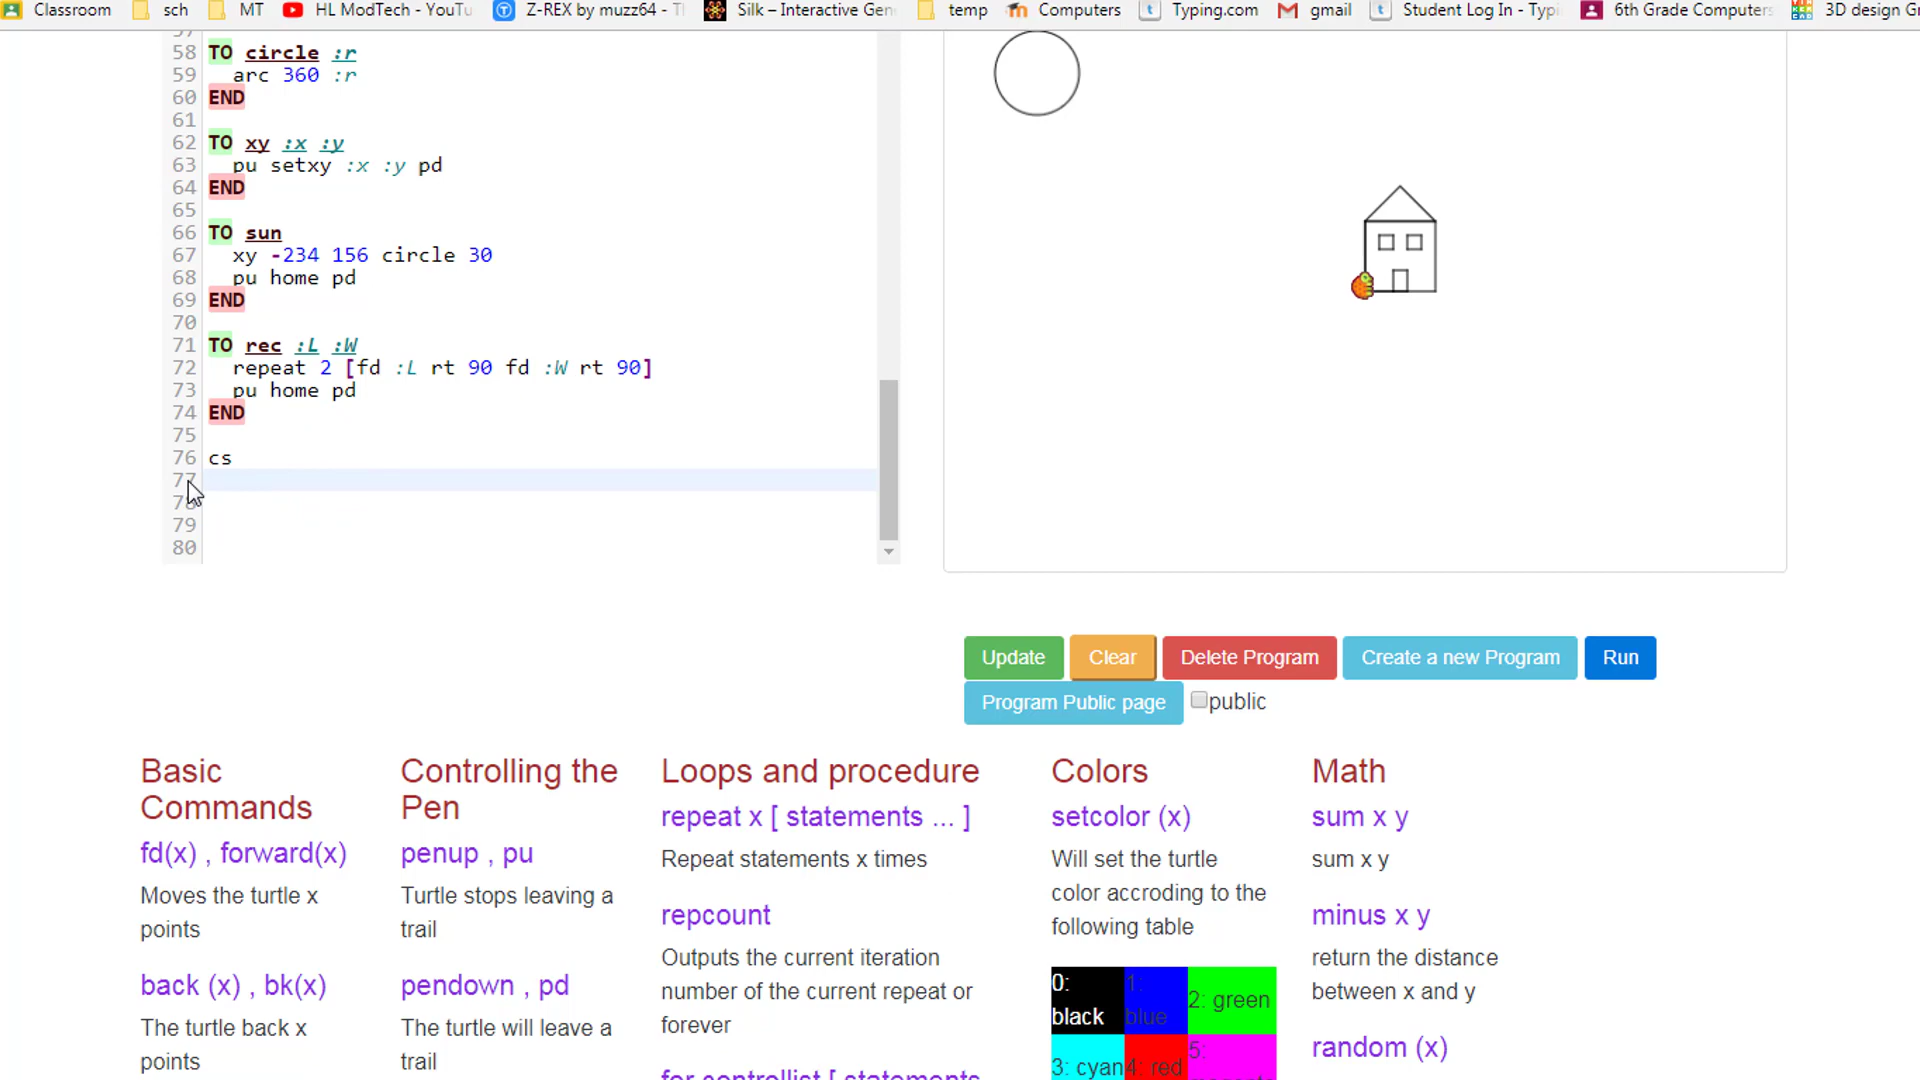 Classroom sch MT HL ModTech - YouTu Z-REX by muzz64 - T Silk – Interactive Gen temp Computers Typing.com gmail Student Log In - Typi 6th Grade Computers 3D design Gr
57
58 TO circle :r
59 arc 360 :r
60 END
61
62 TO xy :x :y
63 pu setxy :x :y pd
64 END
65
66 TO sun
67 xy -234 156 circle 30
68 pu home pd
69 END
70
71 TO rec :L :W
72 repeat 2 [fd :L rt 90 fd :W rt 90]
73 pu home pd
74 END
75
76 cs
77
78
79
80
Update Clear Delete Program Create a new Program Run
Program Public page public
Basic
Commands
fd(x) , forward(x)
Moves the turtle x
points
back (x) , bk(x)
The turtle back x
points
Controlling the
Pen
penup , pu
Turtle stops leaving a
trail
pendown , pd
The turtle will leave a
trail
Loops and procedure
repeat x [ statements ... ]
Repeat statements x times
repcount
Outputs the current iteration
number of the current repeat or
forever
for controllist [ statements
Colors
setcolor (x)
Will set the turtle
color accroding to the
following table
0:
black
1:
blue
2: green
3: cyan
4: red
5:
Math
sum x y
sum x y
minus x y
return the distance
between x and y
random (x)